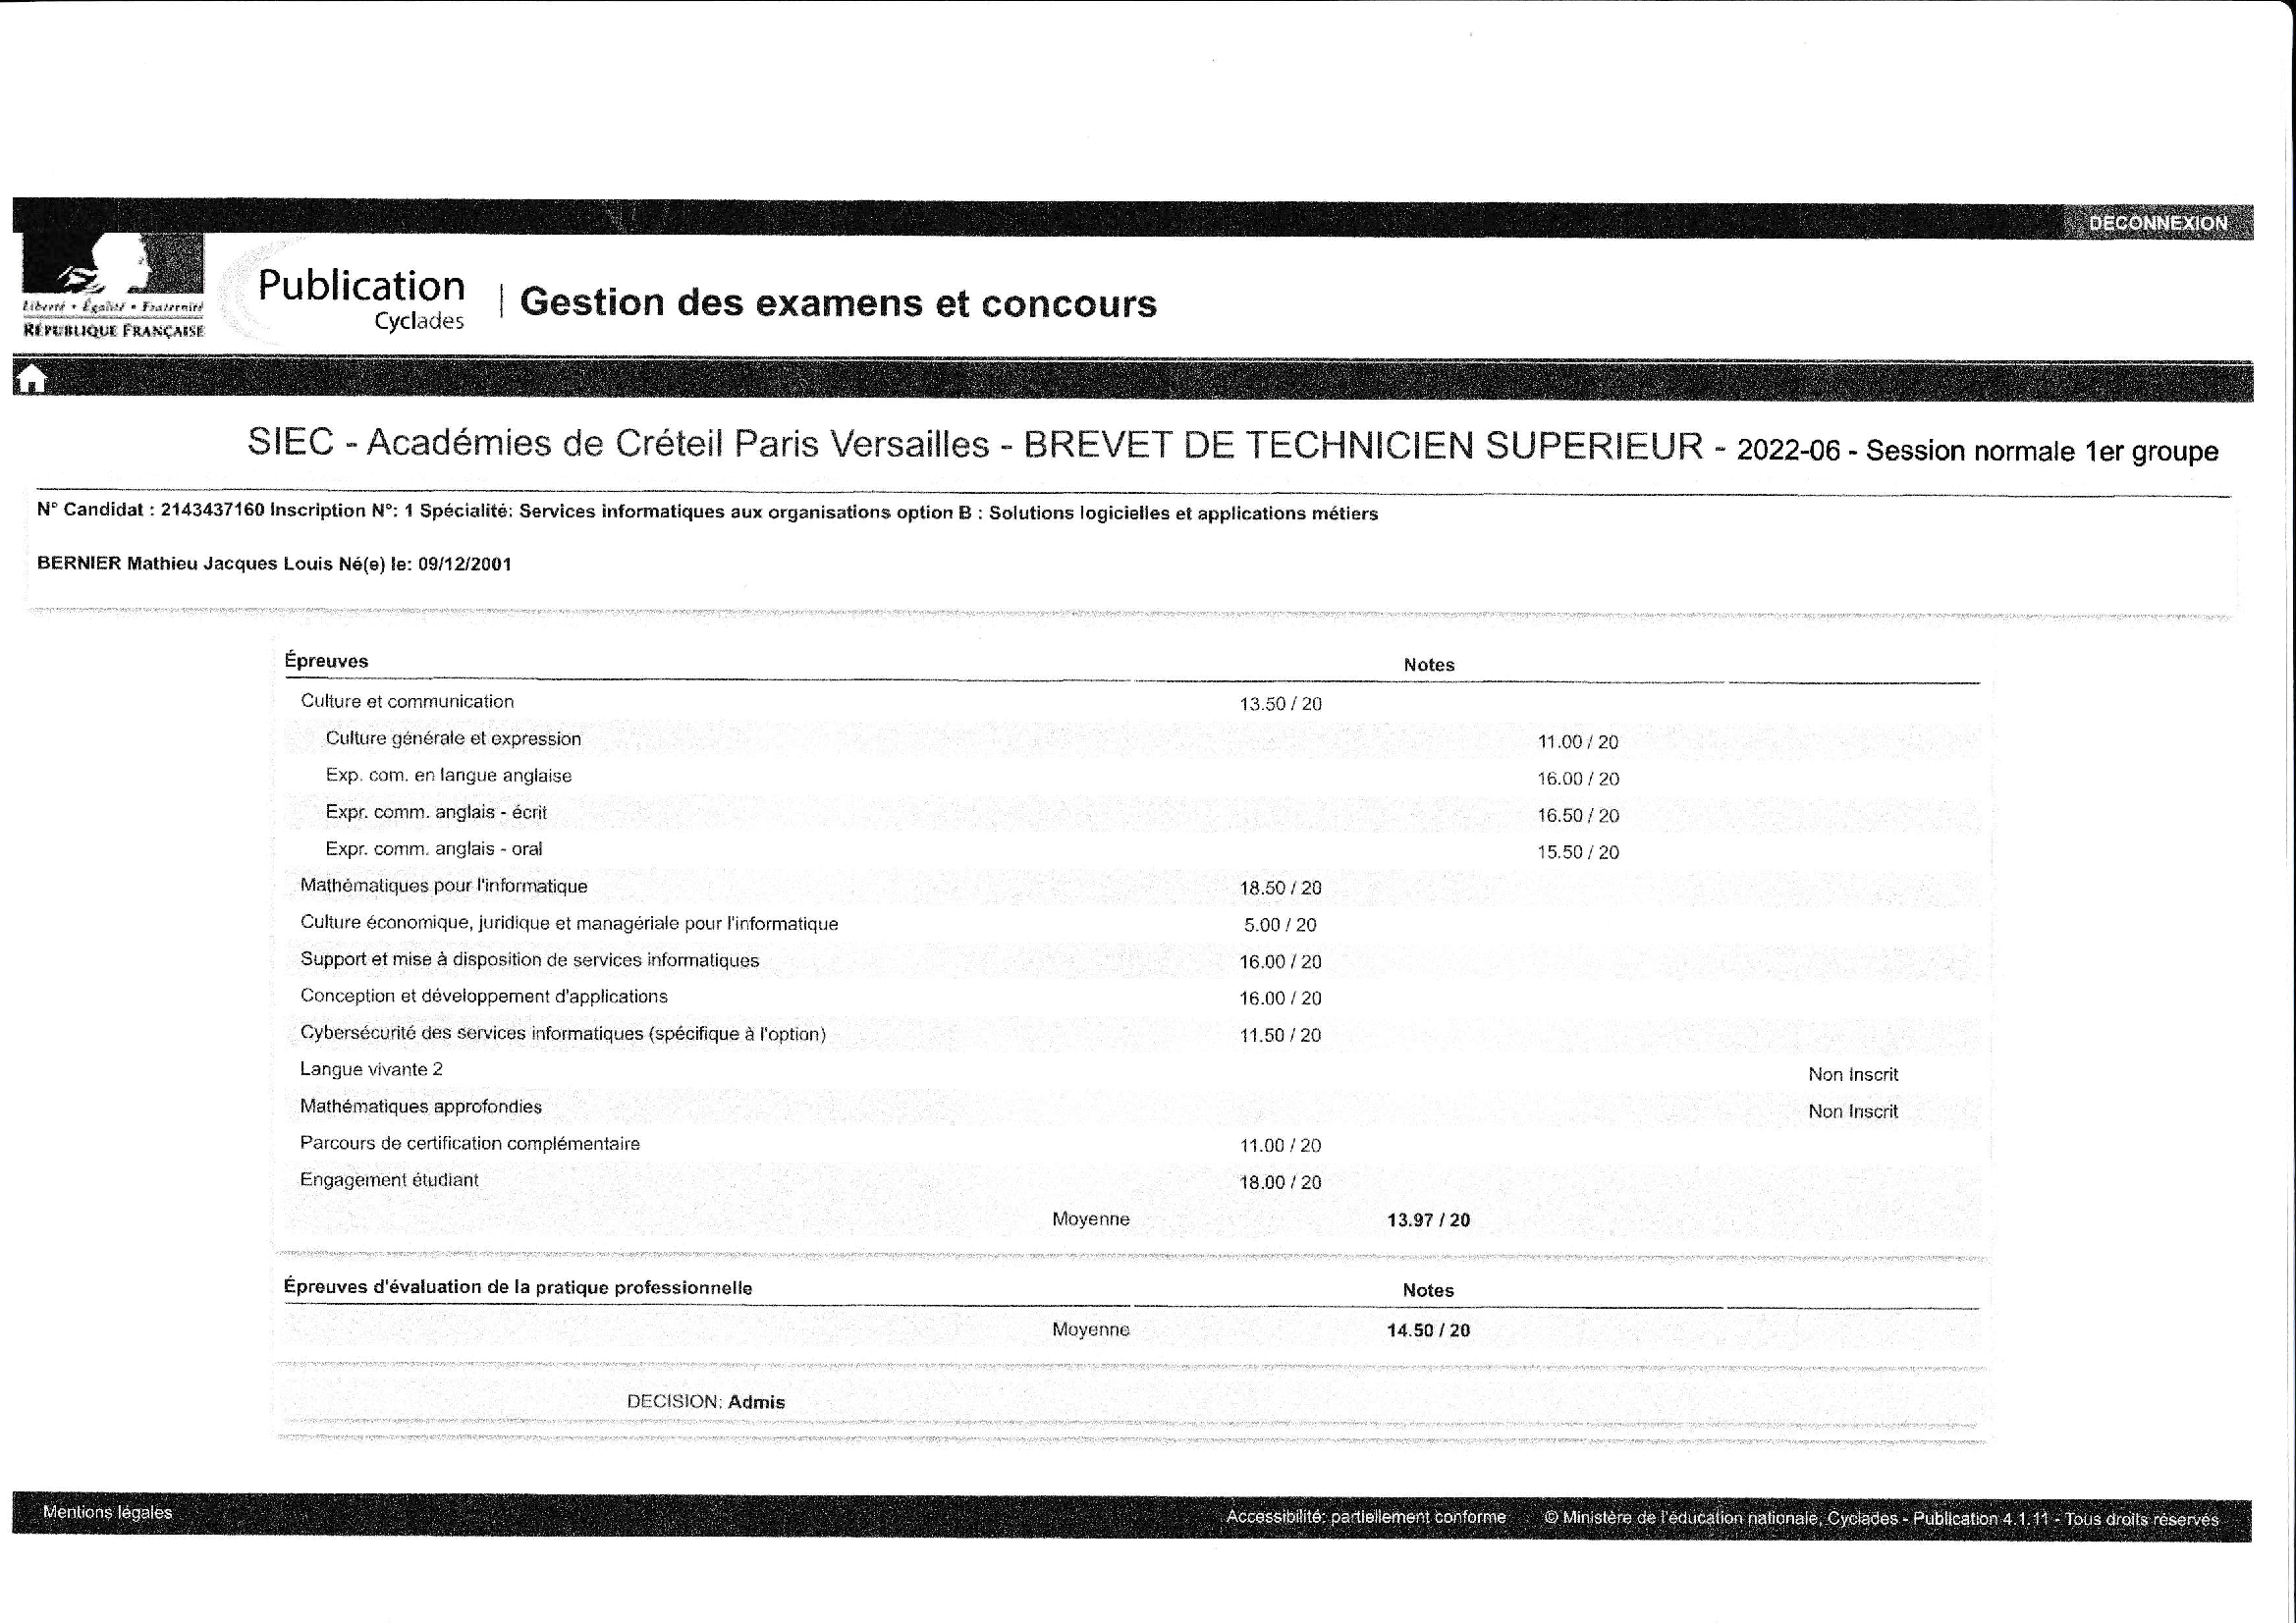 DECONNEXION
Liberté • Égalité • Fraternité
RÉPUBLIQUE FRANÇAISE
Publication
Cyclades
| Gestion des examens et concours
SIEC - Académies de Créteil Paris Versailles - BREVET DE TECHNICIEN SUPERIEUR - 2022-06 - Session normale 1er groupe
N° Candidat : 2143437160 Inscription N°: 1 Spécialité: Services informatiques aux organisations option B : Solutions logicielles et applications métiers
BERNIER Mathieu Jacques Louis Né(e) le: 09/12/2001
Épreuves Notes
Culture et communication 13.50 / 20
Culture générale et expression 11.00 / 20
Exp. com. en langue anglaise 16.00 / 20
Expr. comm. anglais - écrit 16.50 / 20
Expr. comm. anglais - oral 15.50 / 20
Mathématiques pour l'informatique 18.50 / 20
Culture économique, juridique et managériale pour l'informatique 5.00 / 20
Support et mise à disposition de services informatiques 16.00 / 20
Conception et développement d'applications 16.00 / 20
Cybersécurité des services informatiques (spécifique à l'option) 11.50 / 20
Langue vivante 2 Non Inscrit
Mathématiques approfondies Non Inscrit
Parcours de certification complémentaire 11.00 / 20
Engagement étudiant 18.00 / 20
Moyenne 13.97 / 20
Épreuves d'évaluation de la pratique professionnelle Notes
Moyenne 14.50 / 20
DECISION: Admis
Mentions légales Accessibilité: partiellement conforme © Ministère de l'éducation nationale, Cyclades - Publication 4.1.11 - Tous droits réservés